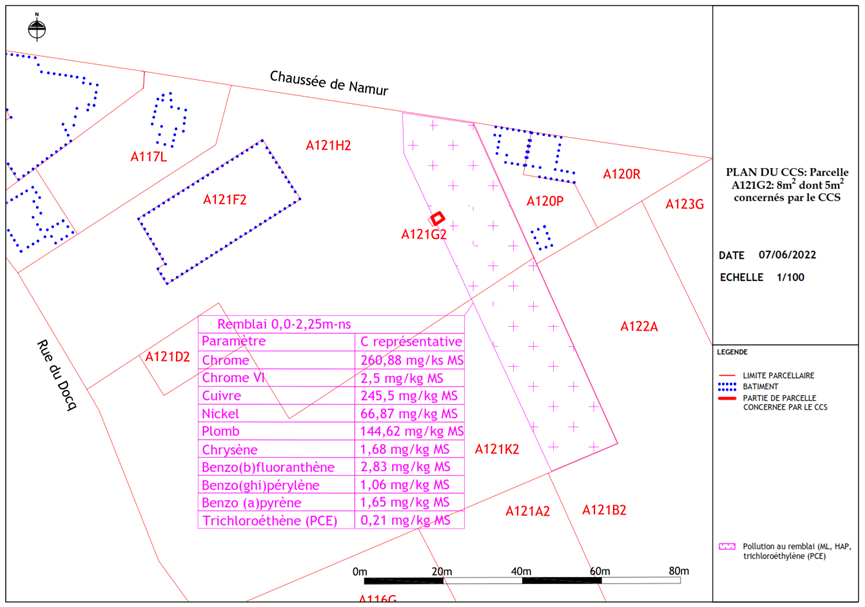 N
Chaussée de Namur
A117L
A121H2
A121F2
A121G2
A120R
A120P
A123G
A122A
A121D2
Rue du Docq
A121K2
A121A2
A121B2
A116G
Remblai 0,0-2,25m-ns
Paramètre C représentative
Chrome 260,88 mg/ks MS
Chrome VI 2,5 mg/kg MS
Cuivre 245,5 mg/kg MS
Nickel 66,87 mg/kg MS
Plomb 144,62 mg/kg MS
Chrysène 1,68 mg/kg MS
Benzo(b)fluoranthène 2,83 mg/kg MS
Benzo(ghi)pérylène 1,06 mg/kg MS
Benzo (a)pyrène 1,65 mg/kg MS
Trichloroéthène (PCE) 0,21 mg/kg MS
0m 20m 40m 60m 80m
PLAN DU CCS: Parcelle
A121G2: 8m² dont 5m²
concernés par le CCS
DATE 07/06/2022
ECHELLE 1/100
LEGENDE
LIMITE PARCELLAIRE
BATIMENT
PARTIE DE PARCELLE
CONCERNEE PAR LE CCS
Pollution au remblai (ML, HAP,
trichloroéthylène (PCE)